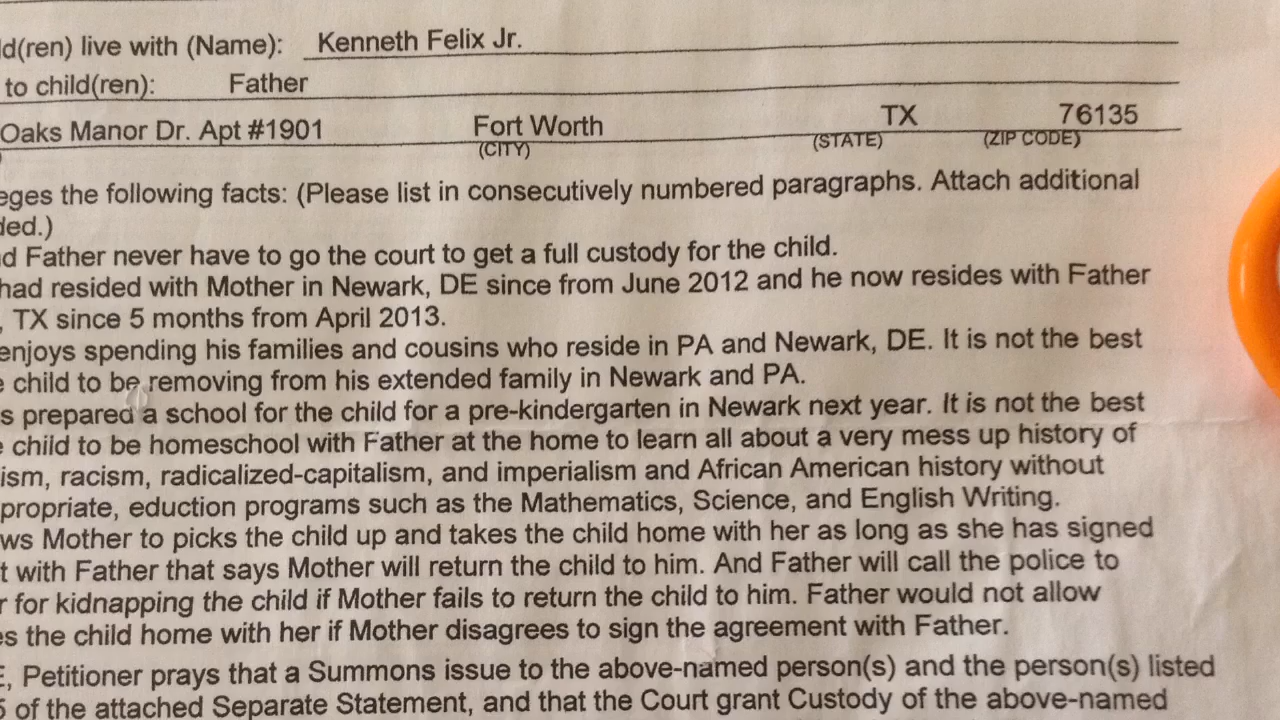 ld(ren) live with (Name): Kenneth Felix Jr.
to child(ren): Father
Oaks Manor Dr. Apt #1901 Fort Worth TX 76135
(CITY) (STATE) (ZIP CODE)
eges the following facts: (Please list in consecutively numbered paragraphs. Attach additional
ded.)
d Father never have to go the court to get a full custody for the child.
had resided with Mother in Newark, DE since from June 2012 and he now resides with Father
, TX since 5 months from April 2013.
enjoys spending his families and cousins who reside in PA and Newark, DE. It is not the best
e child to be removing from his extended family in Newark and PA.
s prepared a school for the child for a pre-kindergarten in Newark next year. It is not the best
e child to be homeschool with Father at the home to learn all about a very mess up history of
ism, racism, radicalized-capitalism, and imperialism and African American history without
propriate, eduction programs such as the Mathematics, Science, and English Writing.
ws Mother to picks the child up and takes the child home with her as long as she has signed
t with Father that says Mother will return the child to him. And Father will call the police to
r for kidnapping the child if Mother fails to return the child to him. Father would not allow
es the child home with her if Mother disagrees to sign the agreement with Father.
E, Petitioner prays that a Summons issue to the above-named person(s) and the person(s) listed
5 of the attached Separate Statement, and that the Court grant Custody of the above-named